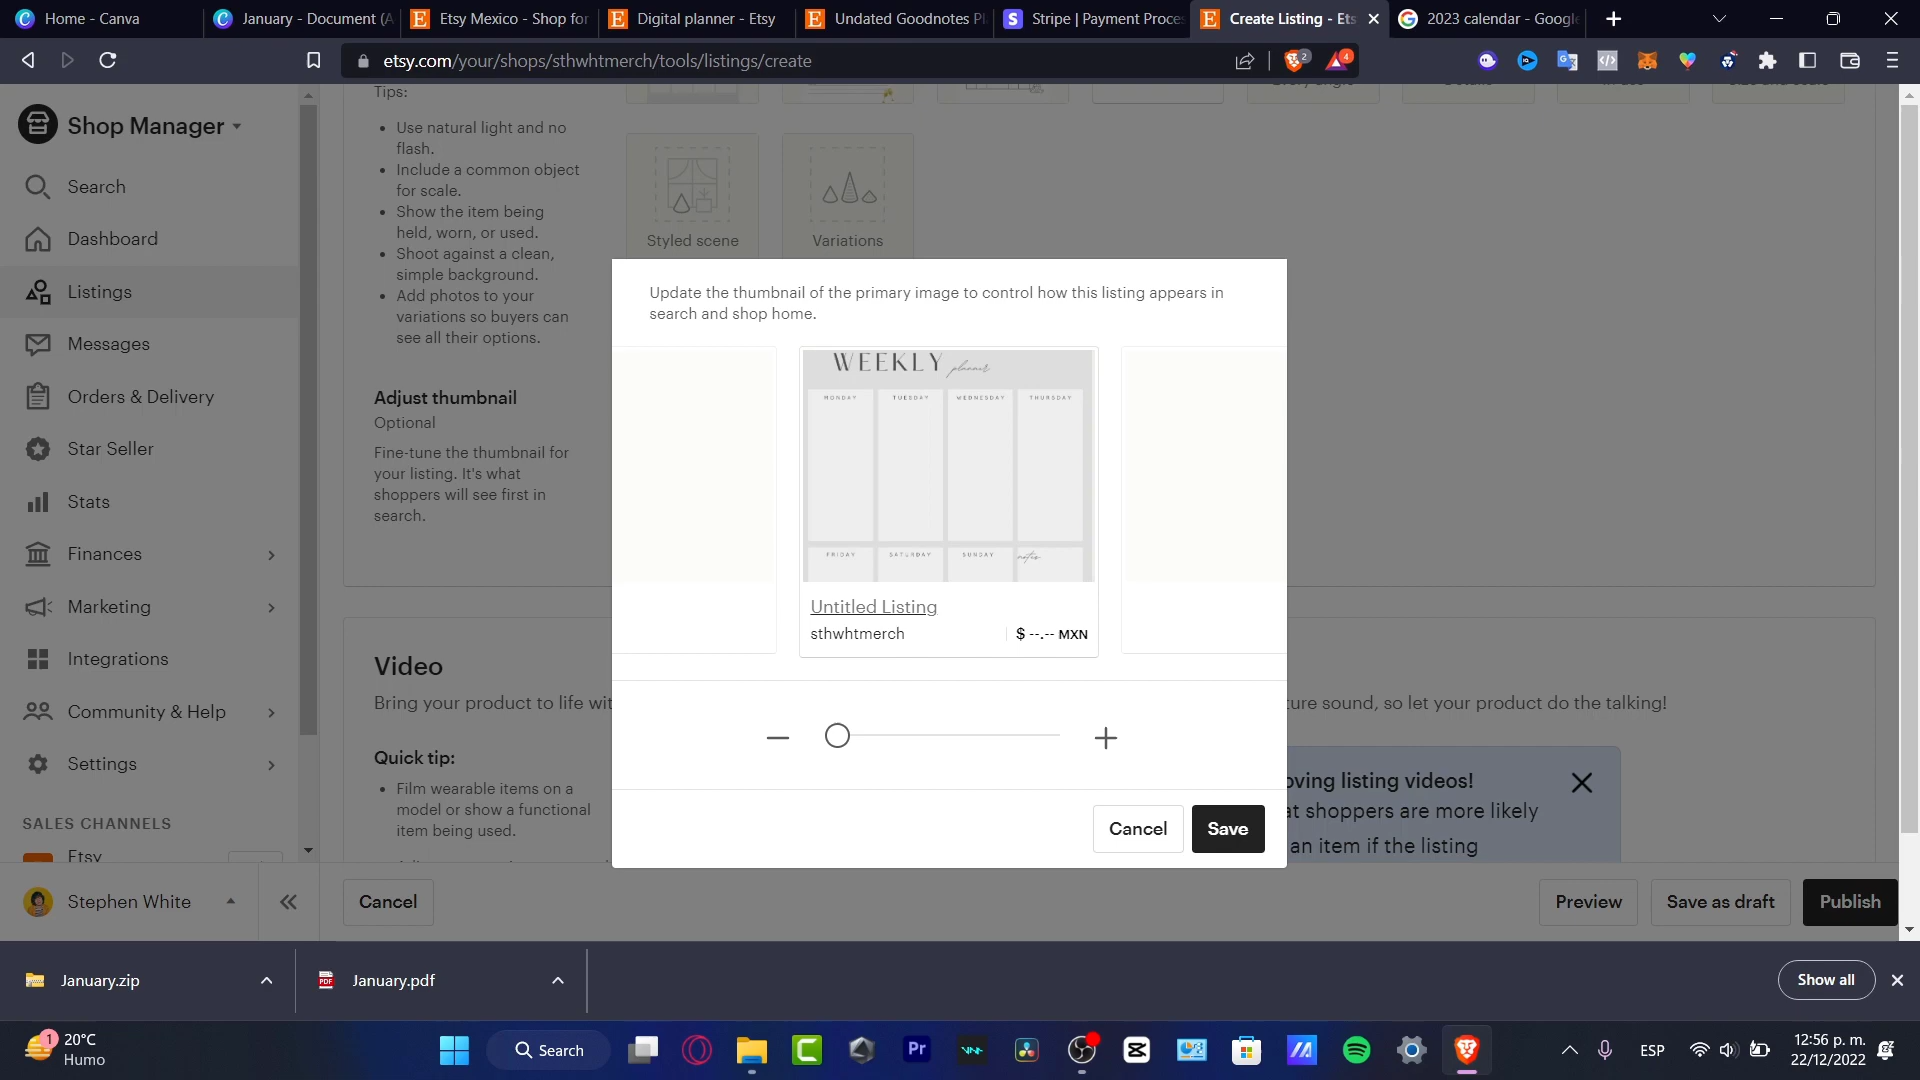 Home - Canva
January - Document (A
Etsy Mexico - Shop for
Digital planner - Etsy
Undated Goodnotes Pl
Stripe | Payment Proces
Create Listing - Ets
2023 calendar - Google
etsy.com/your/shops/sthwhtmerch/tools/listings/create
2
4
Shop Manager
Search
Dashboard
Listings
Messages
Orders & Delivery
Star Seller
Stats
Finances
Marketing
Integrations
Community & Help
Settings
SALES CHANNELS
Etsy
Stephen White
Tips:
Use natural light and no
flash.
Include a common object
for scale.
Show the item being
held, worn, or used.
Shoot against a clean,
simple background.
Add photos to your
variations so buyers can
see all their options.
Adjust thumbnail
Optional
Fine-tune the thumbnail for
your listing. It's what
shoppers will see first in
search.
Styled scene
Variations
Update the thumbnail of the primary image to control how this listing appears in
search and shop home.
WEEKLY planner
MONDAY TUESDAY WEDNESDAY THURSDAY
FRIDAY SATURDAY SUNDAY notes
Untitled Listing
sthwhtmerch
$ --.-- MXN
Cancel
Save
Video
Bring your product to life wi
ture sound, so let your product do the talking!
Quick tip:
Film wearable items on a
model or show a functional
item being used.
oving listing videos!
at shoppers are more likely
an item if the listing
Cancel
Preview
Save as draft
Publish
January.zip
PDF
January.pdf
Show all
1
20°C
Humo
Search
Pr
ESP
12:56 p. m.
22/12/2022